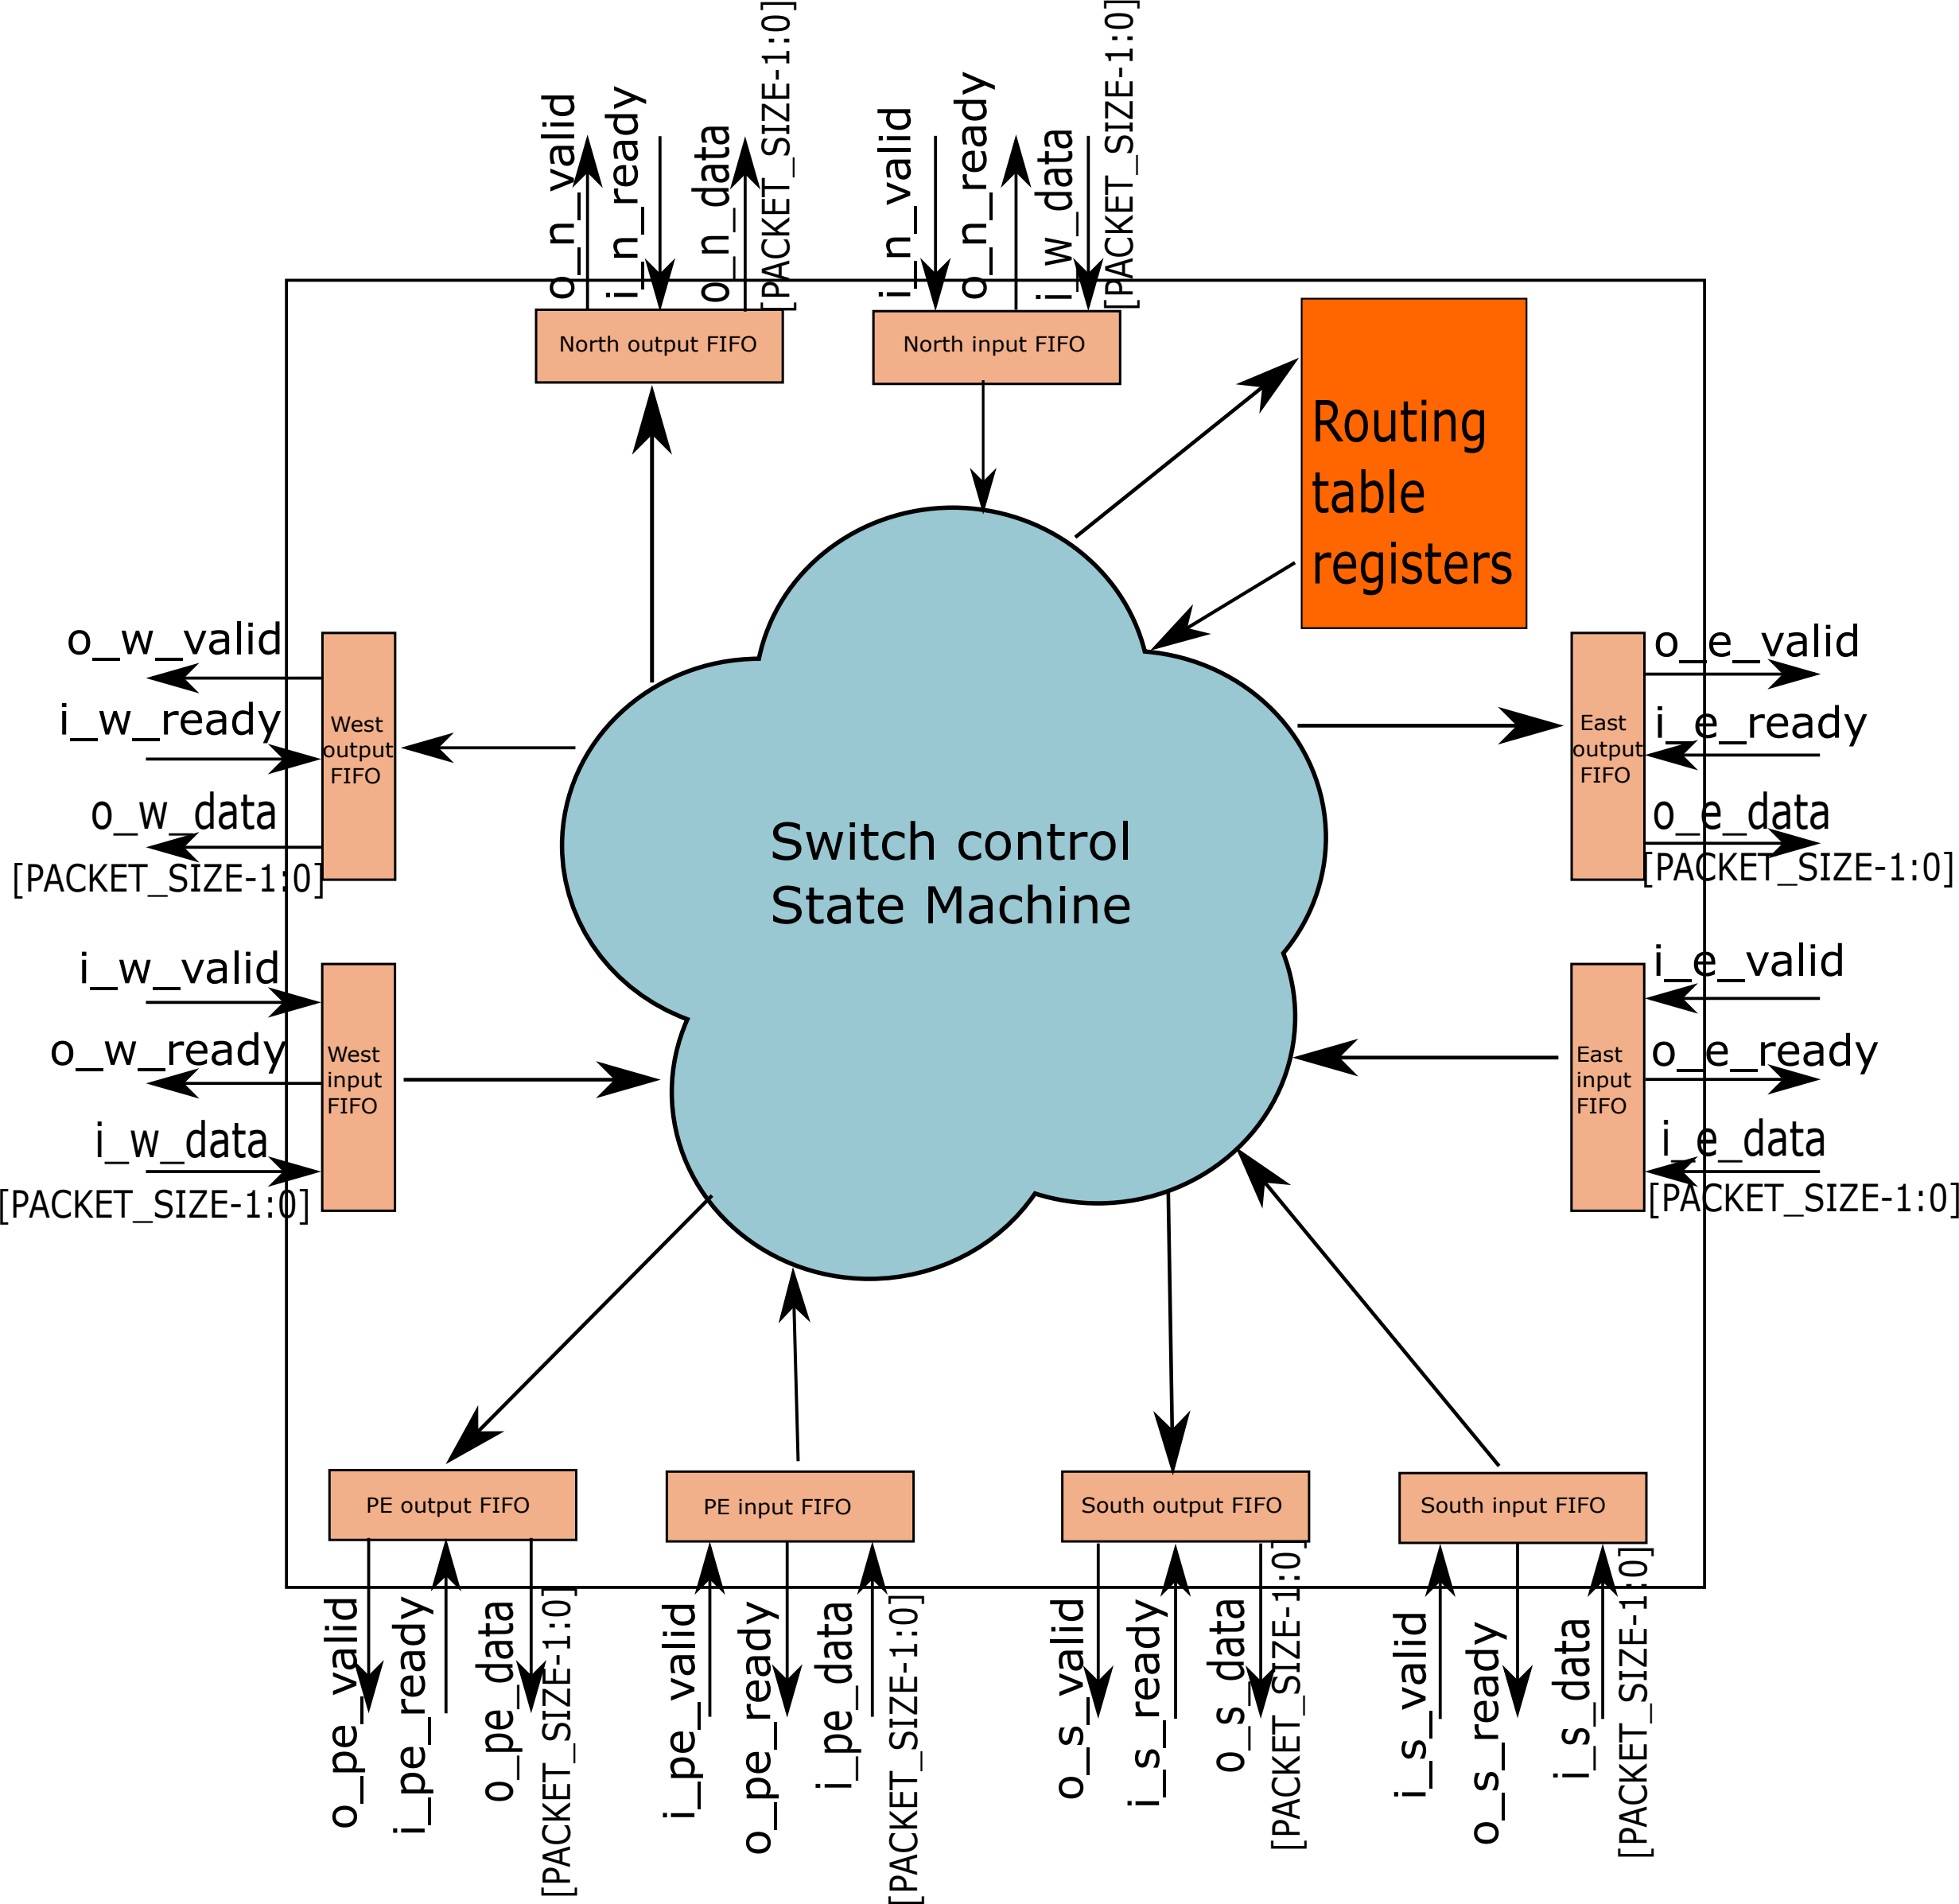 o_n_valid
i_n_ready
o_n_data
[PACKET_SIZE-1:0]
i_n_valid
o_n_ready
i_w_data
[PACKET_SIZE-1:0]
North output FIFO
North input FIFO
Routing
table
registers
o_w_valid
i_w_ready
o_w_data
[PACKET_SIZE-1:0]
West
output
FIFO
i_w_valid
o_w_ready
i_w_data
[PACKET_SIZE-1:0]
West
input
FIFO
Switch control
State Machine
East
output
FIFO
o_e_valid
i_e_ready
o_e_data
[PACKET_SIZE-1:0]
East
input
FIFO
i_e_valid
o_e_ready
i_e_data
[PACKET_SIZE-1:0]
PE output FIFO
PE input FIFO
South output FIFO
South input FIFO
o_pe_valid
i_pe_ready
o_pe_data
[PACKET_SIZE-1:0]
i_pe_valid
o_pe_ready
i_pe_data
[PACKET_SIZE-1:0]
o_s_valid
i_s_ready
o_s_data
[PACKET_SIZE-1:0]
i_s_valid
o_s_ready
i_s_data
[PACKET_SIZE-1:0]